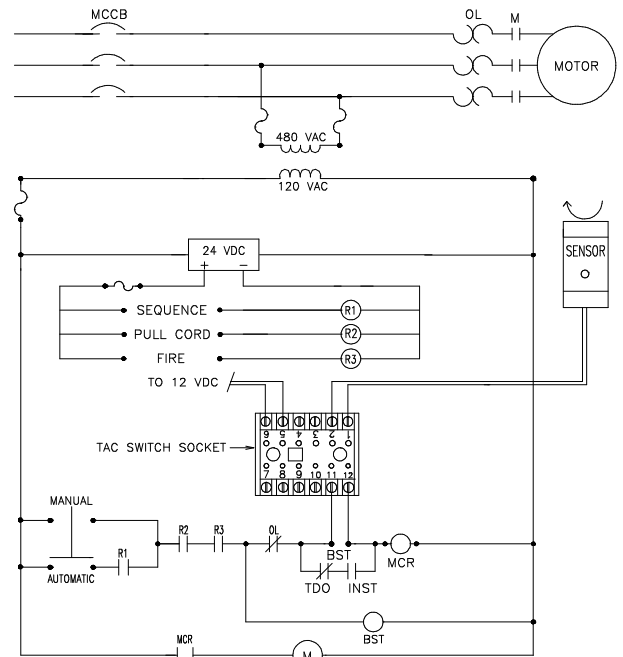 MCCB
OL
M
MOTOR
480 VAC
120 VAC
24 VDC
+ −
SENSOR
SEQUENCE
R1
PULL CORD
R2
FIRE
R3
TO 12 VDC
6 5 4 3 2 1
TAC SWITCH SOCKET
7 8 9 10 11 12
MANUAL
R2
R3
OL
BST
R1
MCR
AUTOMATIC
TDO
INST
BST
MCR
M